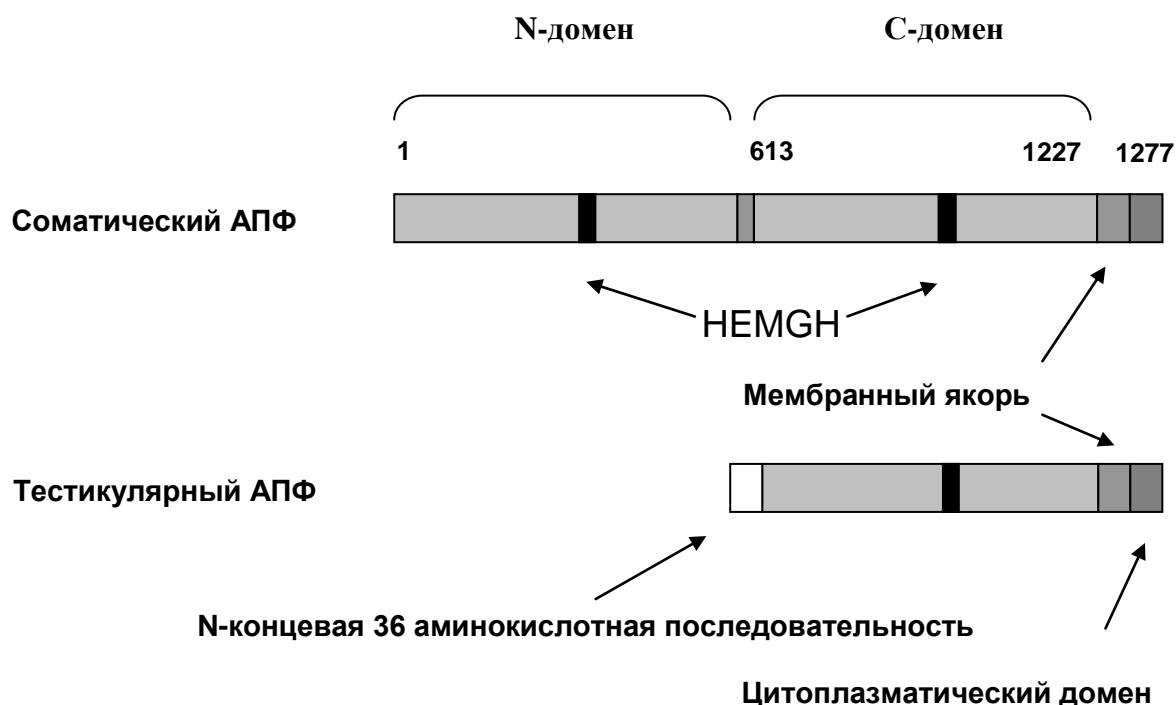 N-домен C-домен
1 613 1227 1277
Соматический АПФ
HEMGH
Мембранный якорь
Тестикулярный АПФ
N-концевая 36 аминокислотная последовательность
Цитоплазматический домен